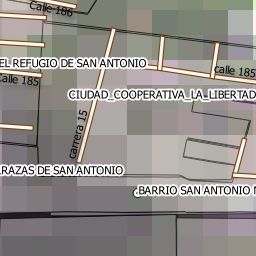 Calle 186
EL REFUGIO DE SAN ANTONIO
calle 185
Calle 185
CIUDAD_COOPERATIVA_LA_LIBERTAD
carrera 15
RAZAS DE SAN ANTONIO
BARRIO SAN ANTONIO